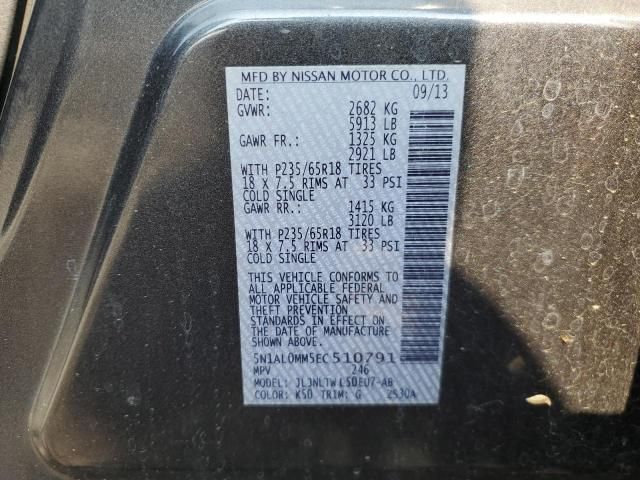 MFD BY NISSAN MOTOR CO., LTD.
DATE: 09/13
GVWR: 2682 KG
5913 LB
GAWR FR.: 1325 KG
2921 LB
WITH P235/65R18 TIRES
18 X 7.5 RIMS AT 33 PSI
COLD SINGLE
GAWR RR.: 1415 KG
3120 LB
WITH P235/65R18 TIRES
18 X 7.5 RIMS AT 33 PSI
COLD SINGLE
THIS VEHICLE CONFORMS TO
ALL APPLICABLE FEDERAL
MOTOR VEHICLE SAFETY AND
THEFT PREVENTION
STANDARDS IN EFFECT ON
THE DATE OF MANUFACTURE
SHOWN ABOVE.
5N1AL0MM5EC510791
MPV 246
MODEL: JLJNLTW L50EU7-AB
COLOR: K50 TRIM: G 2530A